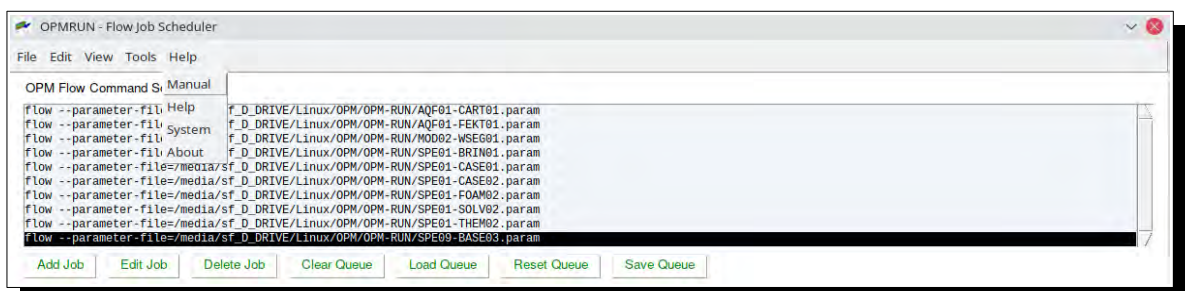 OPMRUN - Flow Job Scheduler
File Edit View Tools Help
OPM Flow Command S
Manual
Help
System
About
flow --parameter-fil f_D_DRIVE/Linux/OPM/OPM-RUN/AQF01-CART01.param
flow --parameter-fil f_D_DRIVE/Linux/OPM/OPM-RUN/AQF01-FEKT01.param
flow --parameter-fil f_D_DRIVE/Linux/OPM/OPM-RUN/MOD02-WSEG01.param
flow --parameter-fil f_D_DRIVE/Linux/OPM/OPM-RUN/SPE01-BRIN01.param
flow --parameter-file=/media/sf_D_DRIVE/Linux/OPM/OPM-RUN/SPE01-CASE01.param
flow --parameter-file=/media/sf_D_DRIVE/Linux/OPM/OPM-RUN/SPE01-CASE02.param
flow --parameter-file=/media/sf_D_DRIVE/Linux/OPM/OPM-RUN/SPE01-FOAM02.param
flow --parameter-file=/media/sf_D_DRIVE/Linux/OPM/OPM-RUN/SPE01-SOLV02.param
flow --parameter-file=/media/sf_D_DRIVE/Linux/OPM/OPM-RUN/SPE01-THEM02.param
flow --parameter-file=/media/sf_D_DRIVE/Linux/OPM/OPM-RUN/SPE09-BASE03.param
Add Job Edit Job Delete Job Clear Queue Load Queue Reset Queue Save Queue